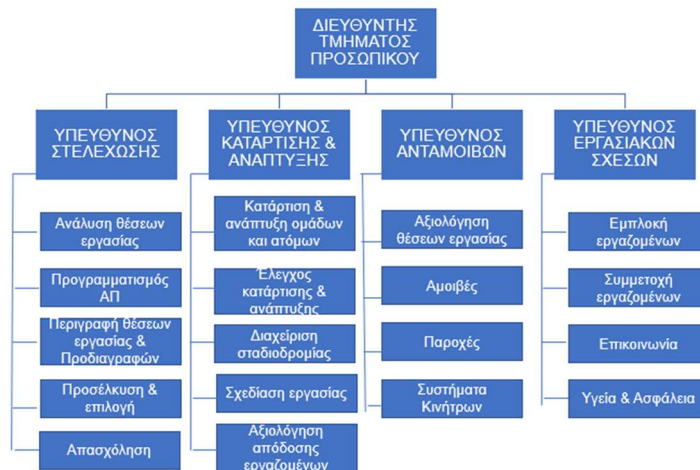 ΔΙΕΥΘΥΝΤΗΣ
ΤΜΗΜΑΤΟΣ
ΠΡΟΣΩΠΙΚΟΥ
ΥΠΕΥΘΥΝΟΣ
ΣΤΕΛΕΧΩΣΗΣ
Ανάλυση θέσεων
εργασίας
Προγραμματισμός
ΑΠ
Περιγραφή θέσεων
εργασίας &
Προδιαγραφών
Προσέλκυση &
επιλογή
Απασχόληση
ΥΠΕΥΘΥΝΟΣ
ΚΑΤΑΡΤΙΣΗΣ &
ΑΝΑΠΤΥΞΗΣ
Κατάρτιση &
ανάπτυξη ομάδων
και ατόμων
Έλεγχος
κατάρτισης &
ανάπτυξης
Διαχείριση
σταδιοδρομίας
Σχεδίαση εργασίας
Αξιολόγηση
απόδοσης
εργαζομένων
ΥΠΕΥΘΥΝΟΣ
ΑΝΤΑΜΟΙΒΩΝ
Αξιολόγηση
θέσεων εργασίας
Αμοιβές
Παροχές
Συστήματα
Κινήτρων
ΥΠΕΥΘΥΝΟΣ
ΕΡΓΑΣΙΑΚΩΝ
ΣΧΕΣΩΝ
Εμπλοκή
εργαζομένων
Συμμετοχή
εργαζομένων
Επικοινωνία
Υγεία & Ασφάλεια